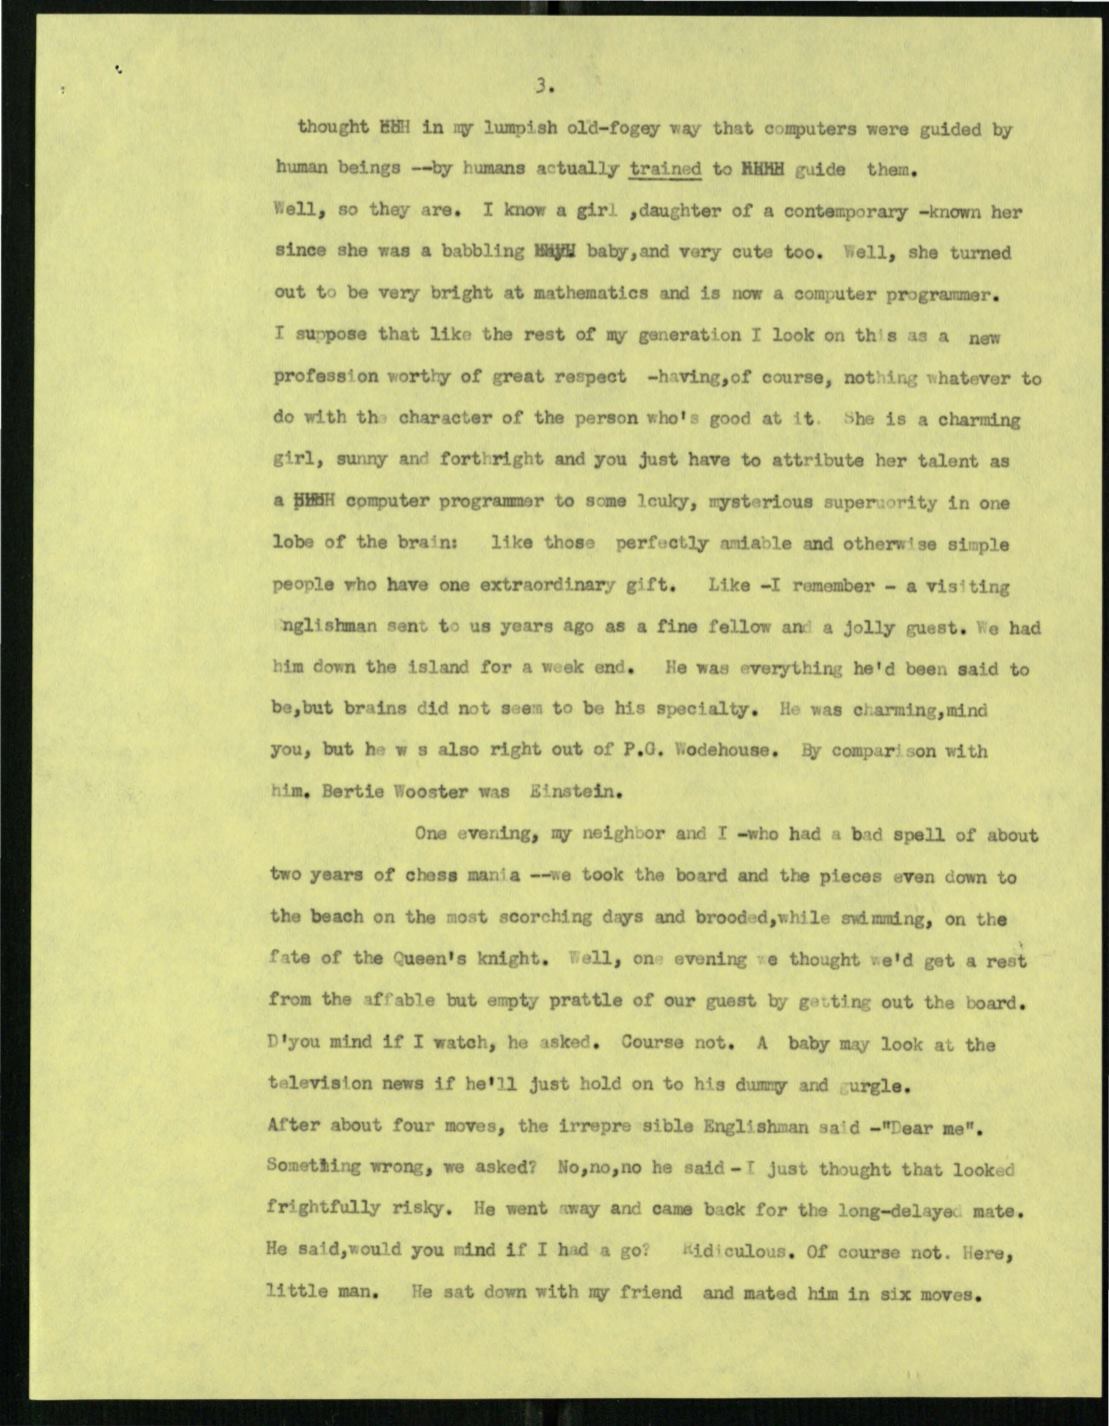 3.
thought in my lumpish old-fogey way that computers were guided by
human beings --by humans actually trained to guide them.
Well, so they are. I know a girl ,daughter of a contemporary -known her
since she was a babbling baby,and very cute too. Well, she turned
out to be very bright at mathematics and is now a computer programmer.
I suppose that like the rest of my generation I look on this as a new
profession worthy of great respect -having,of course, nothing whatever to
do with the character of the person who's good at it. She is a charming
girl, sunny and forthright and you just have to attribute her talent as
a computer programmer to some lcuky, mysterious superuority in one
lobe of the brain: like those perfectly amiable and otherwise simple
people who have one extraordinary gift. Like -I remember - a visiting
nglishman sent to us years ago as a fine fellow and a jolly guest. We had
him down the island for a week end. He was everything he'd been said to
be,but brains did not seem to be his specialty. He was charming,mind
you, but he w s also right out of P.G. Wodehouse. By comparison with
him. Bertie Wooster was Einstein.
One evening, my neighbor and I -who had a bad spell of about
two years of chess mania --we took the board and the pieces even down to
the beach on the most scorching days and brooded,while swimming, on the
fate of the Queen's knight. Well, one evening we thought we'd get a rest
from the affable but empty prattle of our guest by getting out the board.
D'you mind if I watch, he asked. Course not. A baby may look at the
television news if he'll just hold on to his dummy and gurgle.
After about four moves, the irrepre sible Englishman said -"Dear me".
Something wrong, we asked? No,no,no he said - I just thought that looked
frightfully risky. He went away and came back for the long-delayed mate.
He said,would you mind if I had a go? Ridiculous. Of course not. Here,
little man. He sat down with my friend and mated him in six moves.